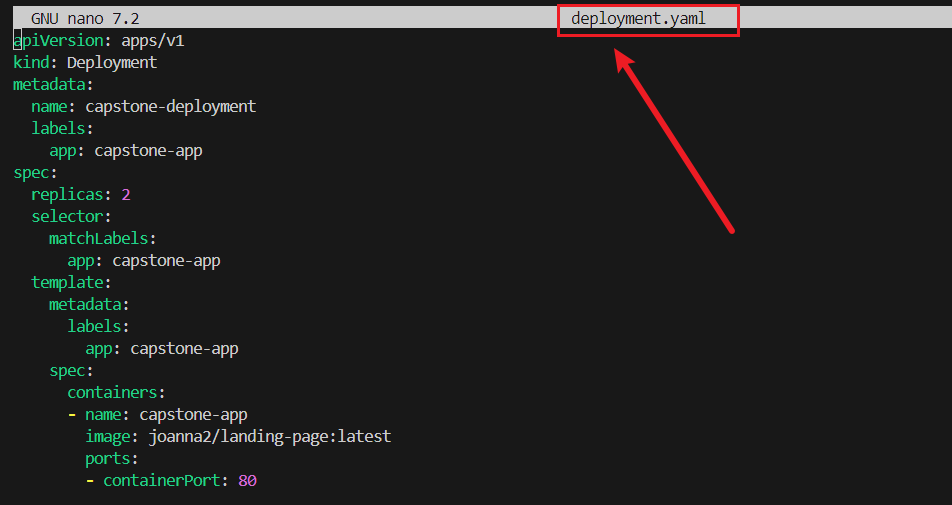 GNU nano 7.2 deployment.yaml
apiVersion: apps/v1
kind: Deployment
metadata:
  name: capstone-deployment
  labels:
    app: capstone-app
spec:
  replicas: 2
  selector:
    matchLabels:
      app: capstone-app
  template:
    metadata:
      labels:
        app: capstone-app
    spec:
      containers:
      - name: capstone-app
        image: joanna2/landing-page:latest
        ports:
        - containerPort: 80